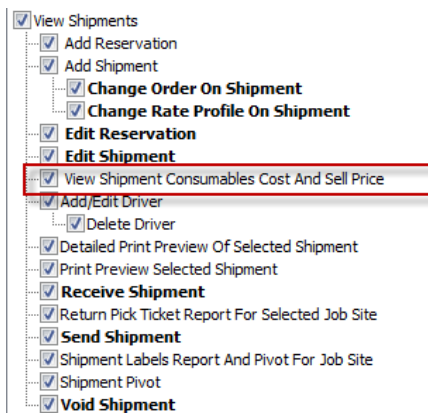 View Shipments
Add Reservation
Add Shipment
Change Order On Shipment
Change Rate Profile On Shipment
Edit Reservation
Edit Shipment
View Shipment Consumables Cost And Sell Price
Add/Edit Driver
Delete Driver
Detailed Print Preview Of Selected Shipment
Print Preview Selected Shipment
Receive Shipment
Return Pick Ticket Report For Selected Job Site
Send Shipment
Shipment Labels Report And Pivot For Job Site
Shipment Pivot
Void Shipment